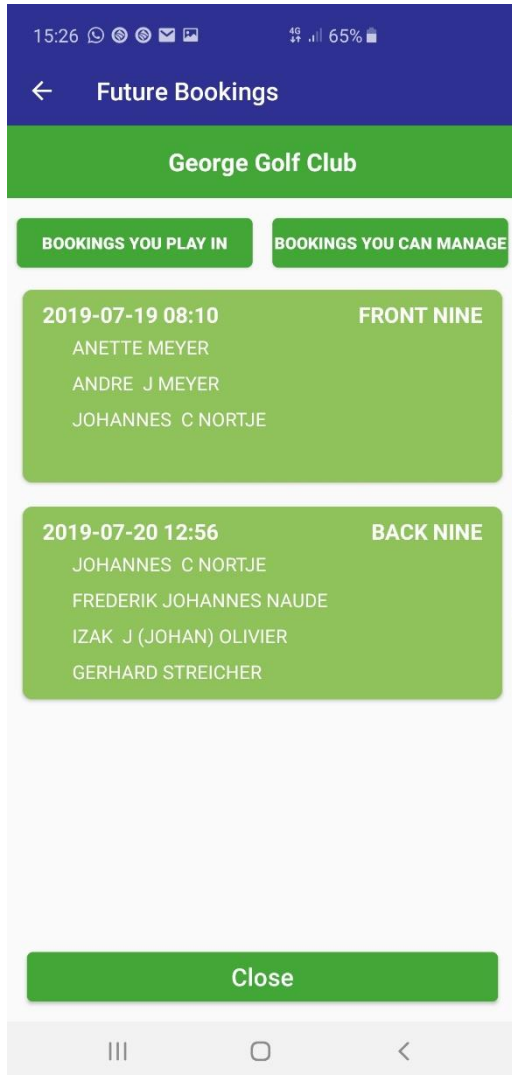 15:26 4G 65%
Future Bookings
George Golf Club
BOOKINGS YOU PLAY IN BOOKINGS YOU CAN MANAGE
2019-07-19 08:10 FRONT NINE
ANETTE MEYER
ANDRE J MEYER
JOHANNES C NORTJE
2019-07-20 12:56 BACK NINE
JOHANNES C NORTJE
FREDERIK JOHANNES NAUDE
IZAK J (JOHAN) OLIVIER
GERHARD STREICHER
Close